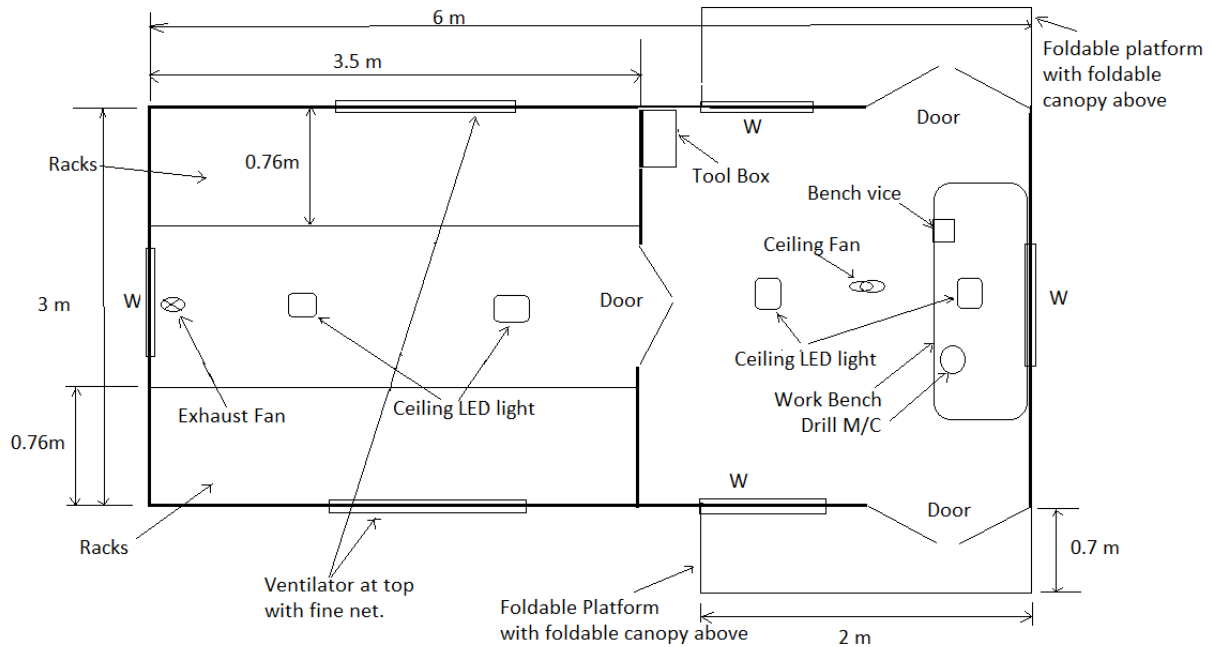 6 m
Foldable platform
with foldable
canopy above
3.5 m
Door
W
Racks
0.76m
Tool Box
Bench vice
Ceiling Fan
3 m
W
Door
W
Ceiling LED light
Exhaust Fan
Ceiling LED light
Work Bench
Drill M/C
0.76m
W
Door
Racks
0.7 m
Ventilator at top
with fine net.
Foldable Platform
with foldable canopy above
2 m